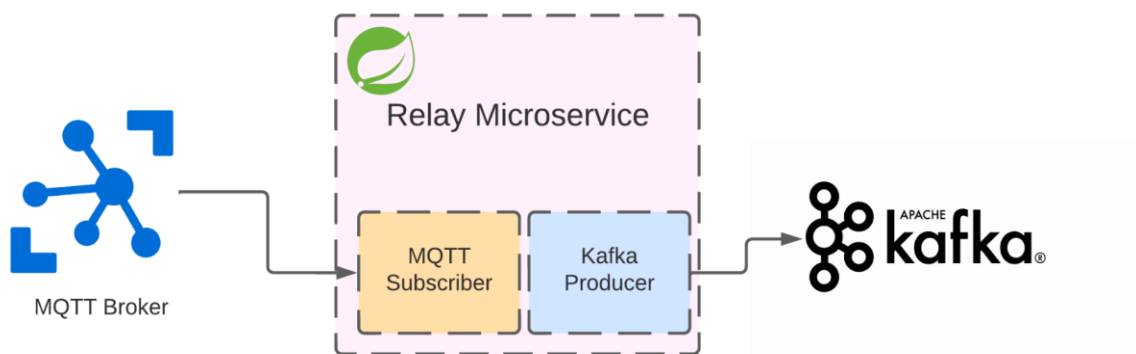 Relay Microservice
MQTT
Subscriber
Kafka
Producer
MQTT Broker
APACHE
kafka®